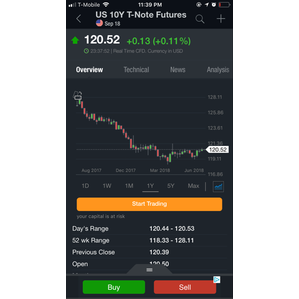 T-Mobile 11:39 PM
US 10Y T-Note Futures
Sep 18
120.52 +0.13 (+0.11%)
23:37:52 | Real Time CFD. Currency in USD
Overview Technical News Analysis
128.11
123.61
119.11
116.86
120.52
Aug 2017 Dec 2017 Mar 2018 Jun 2018
1D 1W 1M 1Y 5Y Max
Start Trading
your capital is at risk
Day's Range 120.44 - 120.53
52 wk Range 118.33 - 128.11
Previous Close 120.39
Open 120.50
Buy Sell